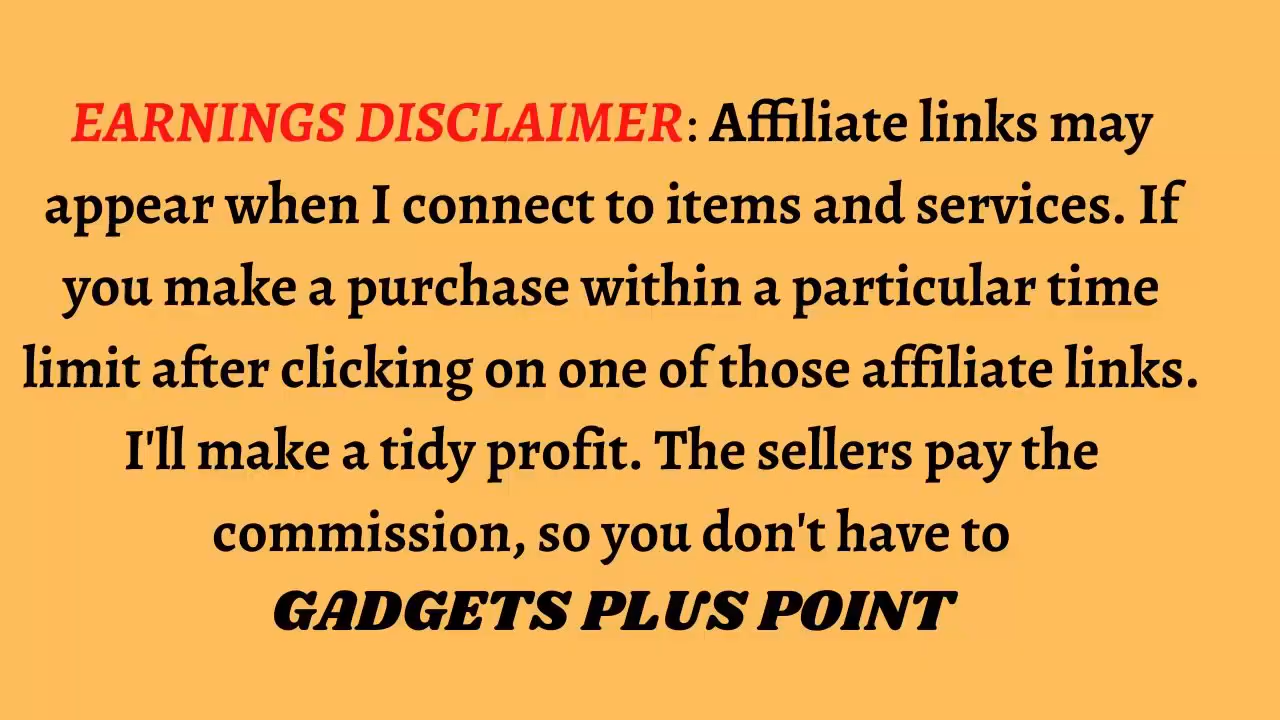 EARNINGS DISCLAIMER: Affiliate links may
appear when I connect to items and services. If
you make a purchase within a particular time
limit after clicking on one of those affiliate links.
I'll make a tidy profit. The sellers pay the
commission, so you don't have to
GADGETS PLUS POINT